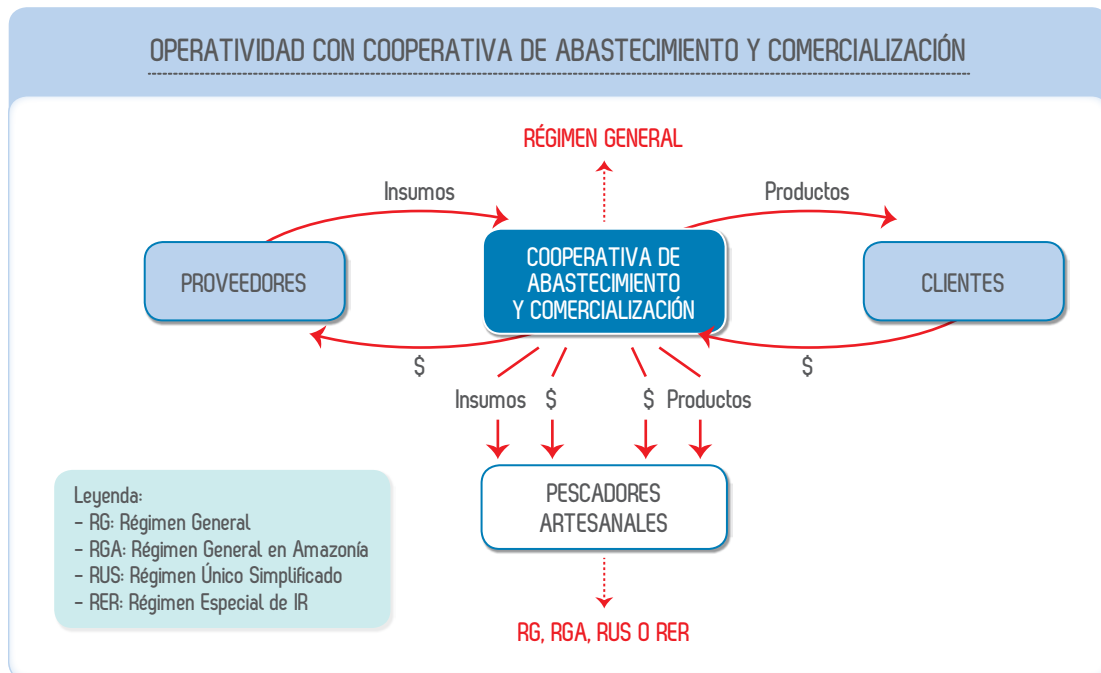 OPERATIVIDAD CON COOPERATIVA DE ABASTECIMIENTO Y COMERCIALIZACIÓN
RÉGIMEN GENERAL
Insumos
Productos
PROVEEDORES
COOPERATIVA DE
ABASTECIMIENTO
Y COMERCIALIZACIÓN
CLIENTES
$
$
Insumos $ $ Productos
PESCADORES
ARTESANALES
Leyenda:
- RG: Régimen General
- RGA: Régimen General en Amazonía
- RUS: Régimen Único Simplificado
- RER: Régimen Especial de IR
RG, RGA, RUS O RER